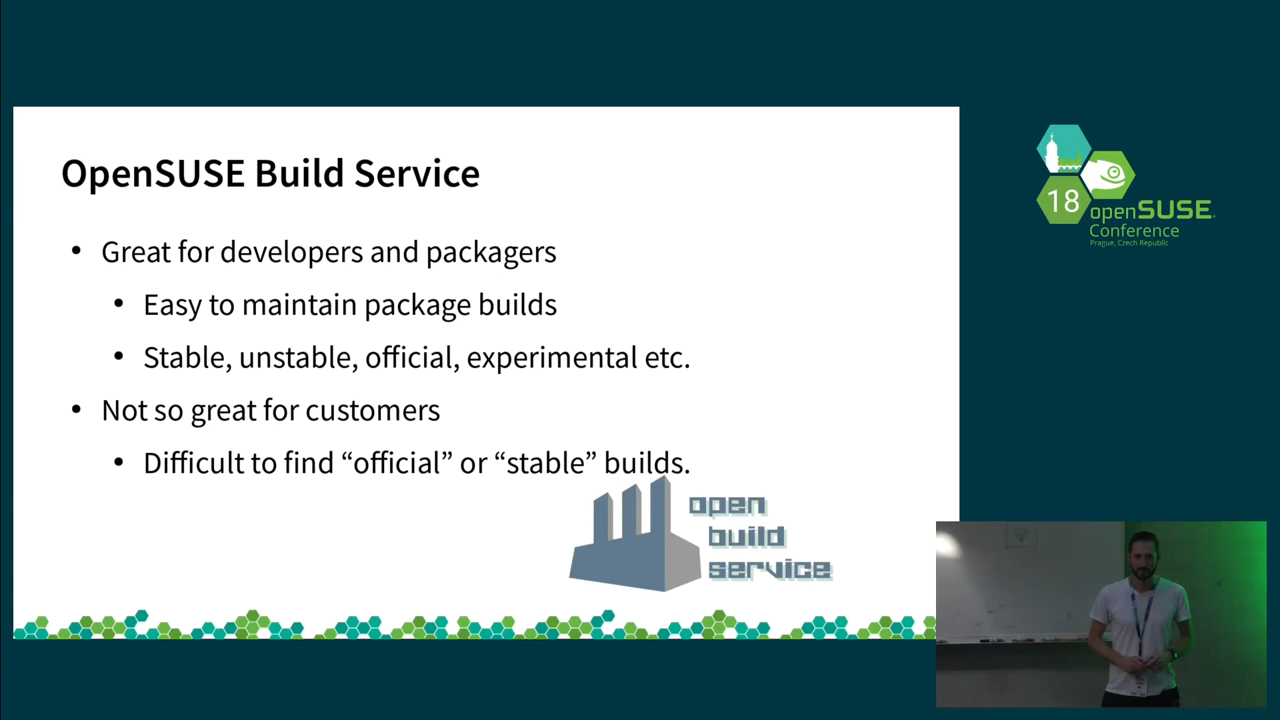 OpenSUSE Build Service
• Great for developers and packagers
• Easy to maintain package builds
• Stable, unstable, official, experimental etc.
• Not so great for customers
• Difficult to find “official” or “stable” builds.
open
build
service
18
openSUSE
Conference
Prague, Czech Republic